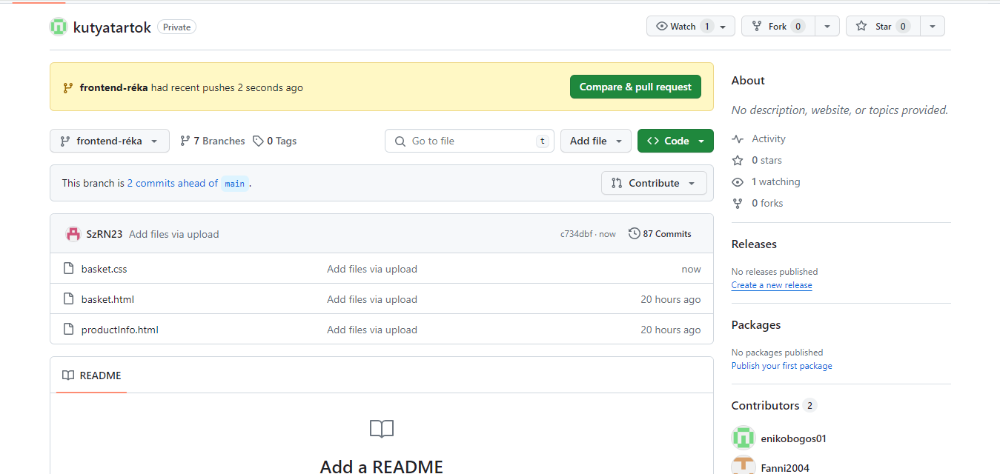 kutyatartok Private Watch 1 Fork 0 Star 0
frontend-réka had recent pushes 2 seconds ago Compare & pull request
frontend-réka 7 Branches 0 Tags Go to file t Add file Code
This branch is 2 commits ahead of main . Contribute
SzRN23 Add files via upload c734dbf · now 87 Commits
basket.css Add files via upload now
basket.html Add files via upload 20 hours ago
productInfo.html Add files via upload 20 hours ago
README
Add a README
About
No description, website, or topics provided.
Activity
0 stars
1 watching
0 forks
Releases
No releases published
Create a new release
Packages
No packages published
Publish your first package
Contributors 2
enikobogos01
Fanni2004